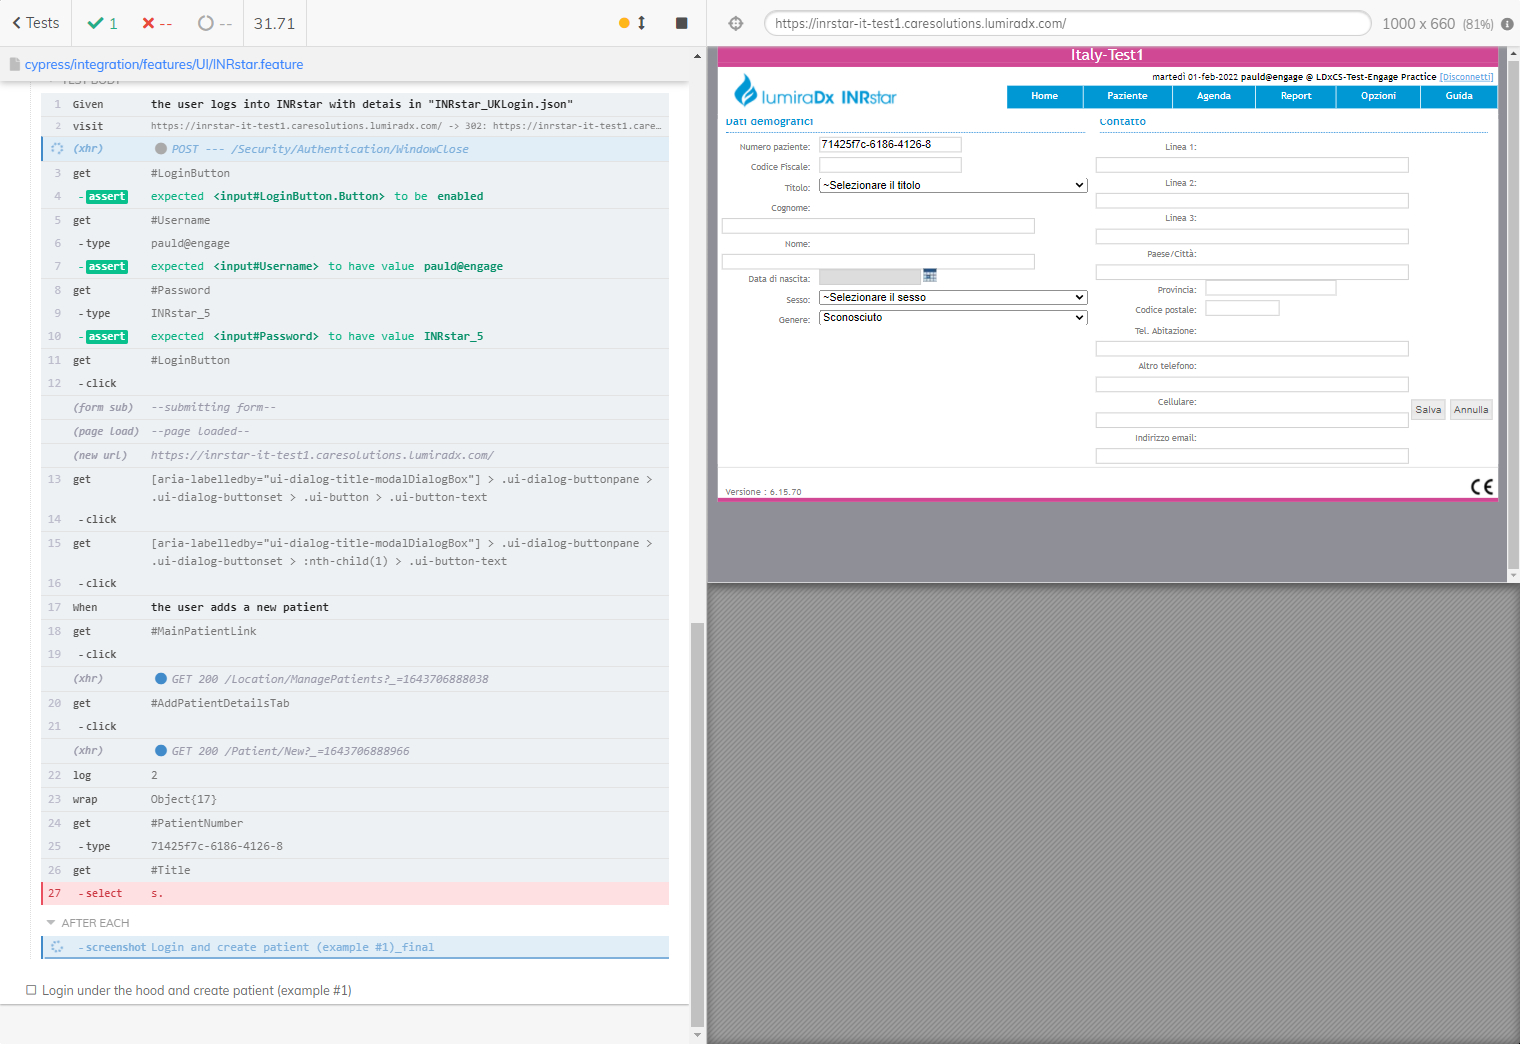 Tests
1
--
--
31.71
cypress/integration/features/UI/INRstar.feature
TEST BODY
1 Given the user logs into INRstar with detais in "INRstar_UKLogin.json"
2 visit https://inrstar-it-test1.caresolutions.lumiradx.com/ -> 302: https://inrstar-it-test1.care…
(xhr) POST --- /Security/Authentication/WindowClose
3 get #LoginButton
4 -assert expected <input#LoginButton.Button> to be enabled
5 get #Username
6 -type pauld@engage
7 -assert expected <input#Username> to have value pauld@engage
8 get #Password
9 -type INRstar_5
10 -assert expected <input#Password> to have value INRstar_5
11 get #LoginButton
12 -click
(form sub) --submitting form--
(page load) --page loaded--
(new url) https://inrstar-it-test1.caresolutions.lumiradx.com/
13 get [aria-labelledby="ui-dialog-title-modalDialogBox"] > .ui-dialog-buttonpane >
.ui-dialog-buttonset > .ui-button > .ui-button-text
14 -click
15 get [aria-labelledby="ui-dialog-title-modalDialogBox"] > .ui-dialog-buttonpane >
.ui-dialog-buttonset > :nth-child(1) > .ui-button-text
16 -click
17 When the user adds a new patient
18 get #MainPatientLink
19 -click
(xhr) GET 200 /Location/ManagePatients?_=1643706888038
20 get #AddPatientDetailsTab
21 -click
(xhr) GET 200 /Patient/New?_=1643706888966
22 log 2
23 wrap Object{17}
24 get #PatientNumber
25 -type 71425f7c-6186-4126-8
26 get #Title
27 -select s.
AFTER EACH
-screenshot Login and create patient (example #1)_final
Login under the hood and create patient (example #1)
https://inrstar-it-test1.caresolutions.lumiradx.com/
1000 x 660 (81%)
Italy-Test1
martedì 01-feb-2022 pauld@engage @ LDxCS-Test-Engage Practice [Disconnetti]
lumiraDx INRstar
Home Paziente Agenda Report Opzioni Guida
Dati demografici
Numero paziente: 71425f7c-6186-4126-8
Codice Fiscale:
Titolo: ~Selezionare il titolo
Cognome:
Nome:
Data di nascita:
Sesso: ~Selezionare il sesso
Genere: Sconosciuto
Contatto
Linea 1:
Linea 2:
Linea 3:
Paese/Città:
Provincia:
Codice postale:
Tel. Abitazione:
Altro telefono:
Cellulare:
Indirizzo email:
Salva Annulla
Versione : 6.15.70
CE